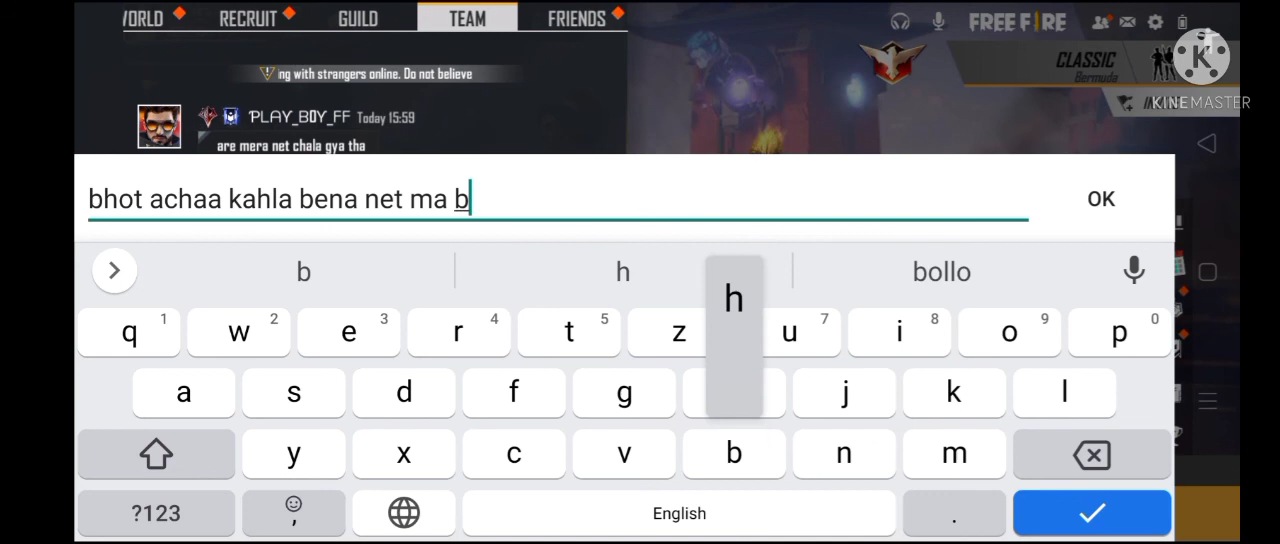 /ORLD RECRUIT GUILD TEAM FRIENDS
FREE FIRE
CLASSIC
Bermuda
K
KINEMASTER
ing with strangers online. Do not believe
PLAY_BOY_FF Today 15:59
are mera net chala gya tha
bhot achaa kahla bena net ma b
OK
b h bollo
h
q 1 w 2 e 3 r 4 t 5 z u 7 i 8 o 9 p 0
a s d f g j k l
y x c v b n m
?123 , English .